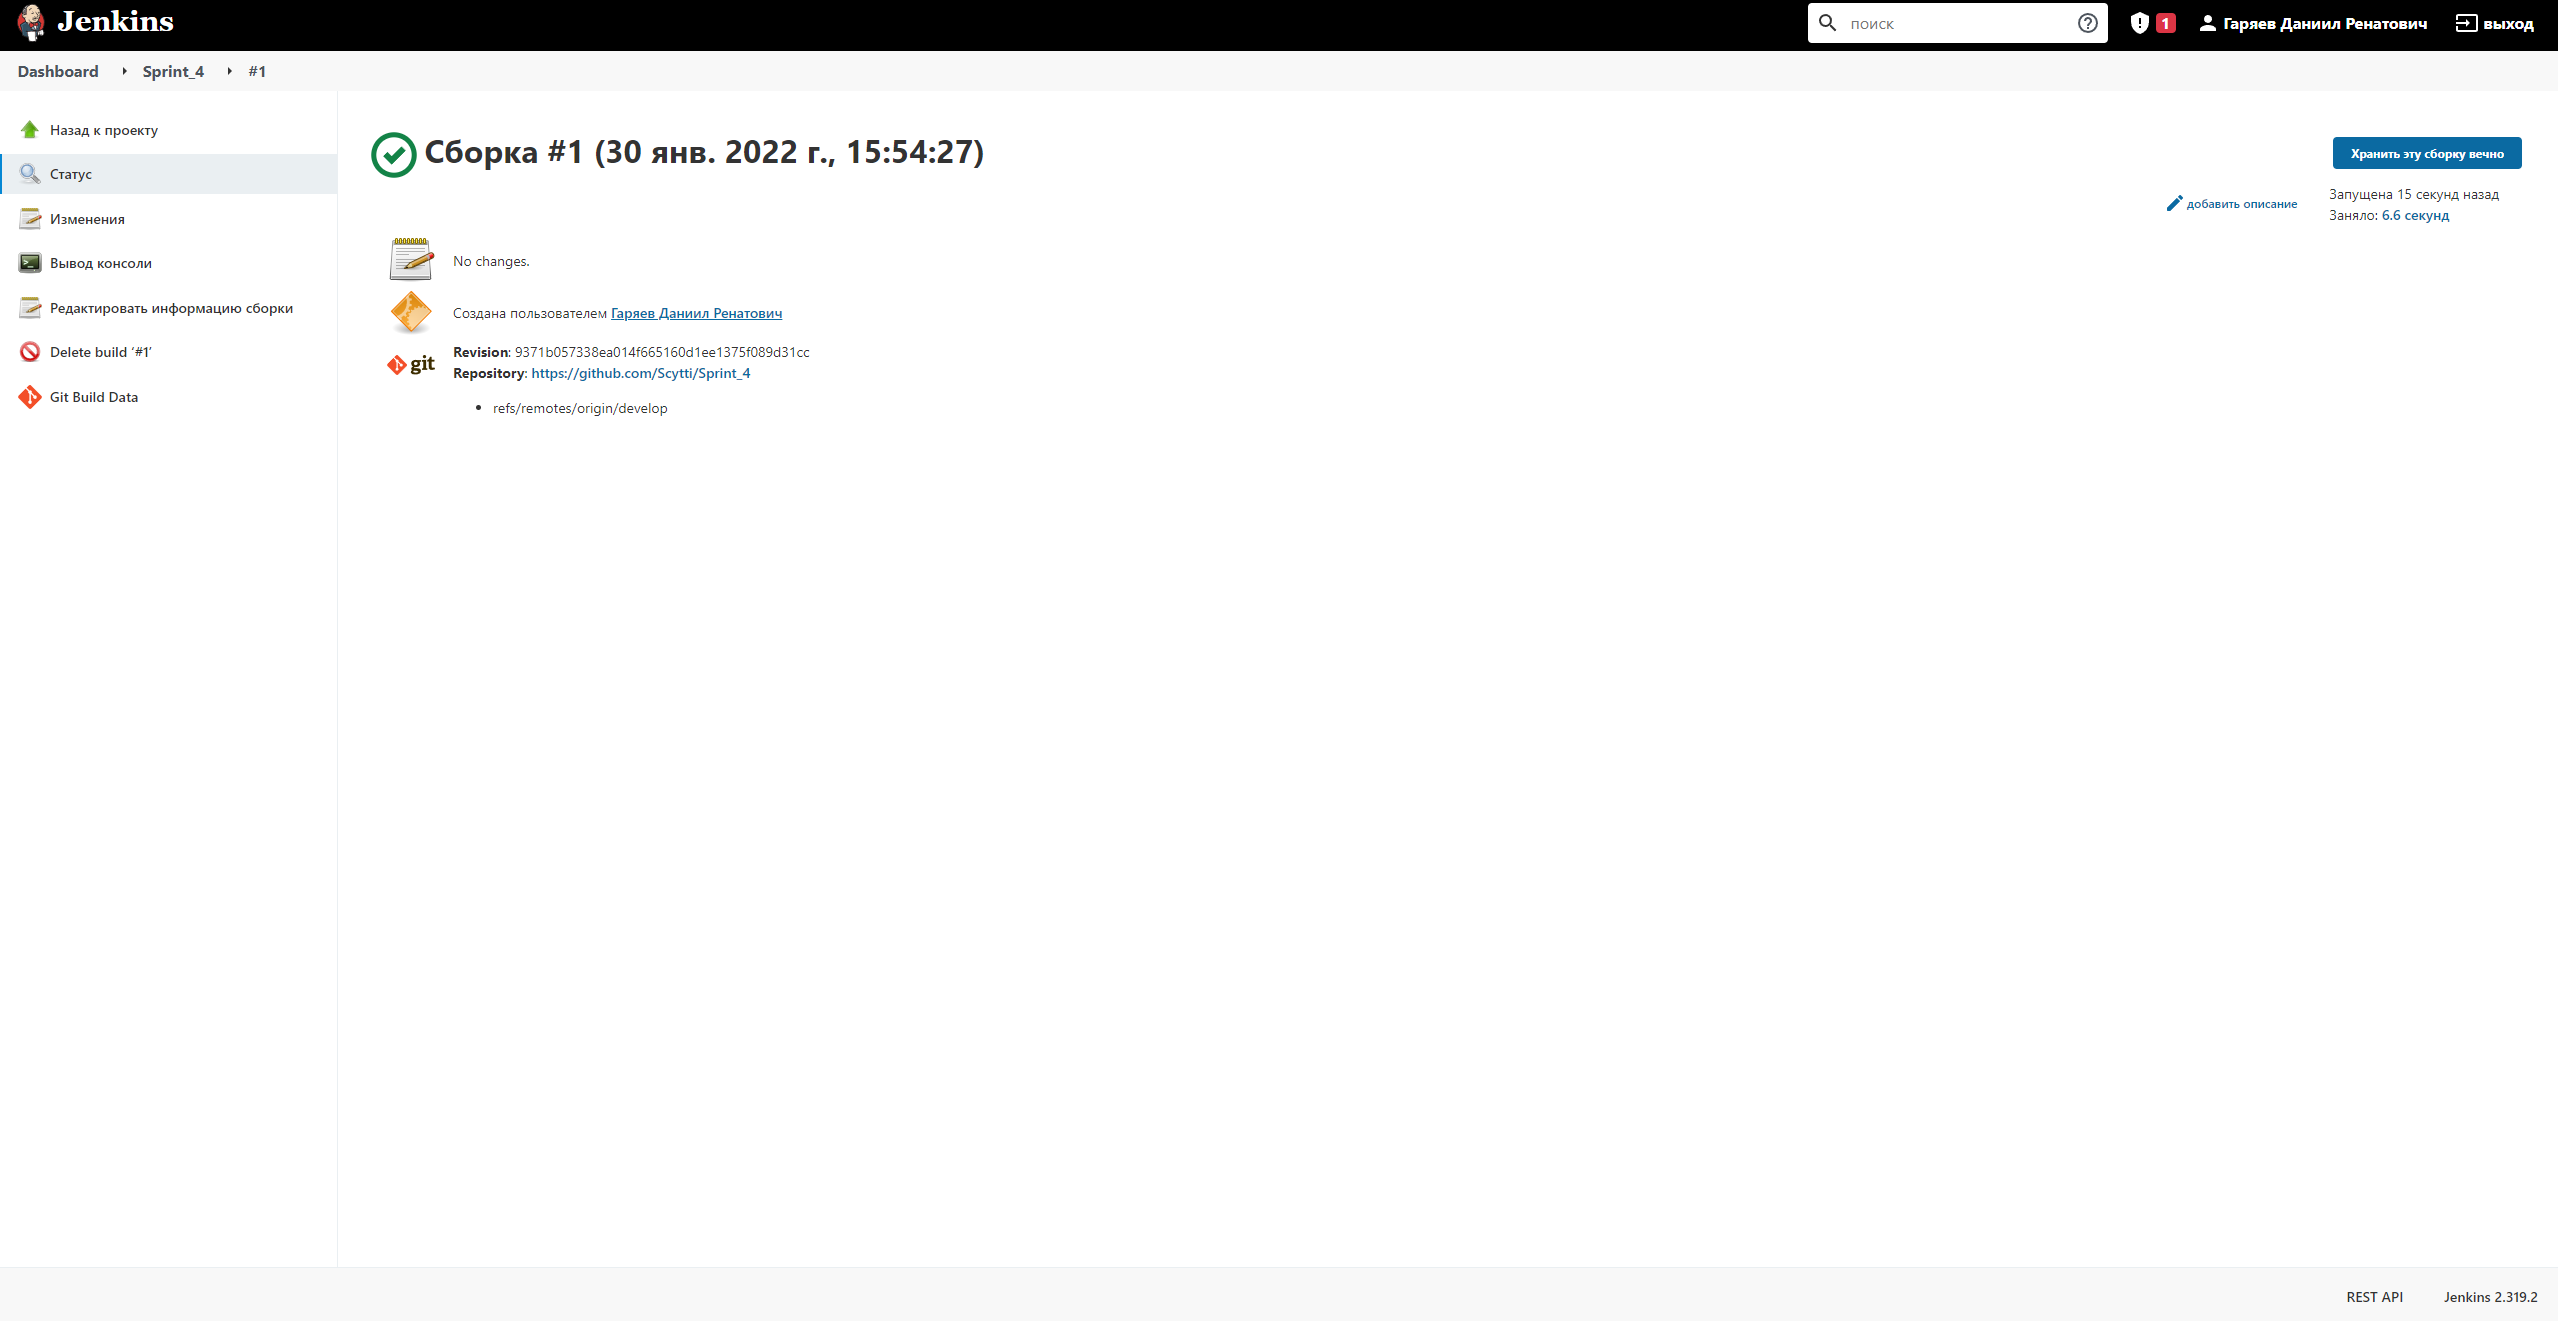 Jenkins
поиск
1
Гаряев Даниил Ренатович
выход
Dashboard
Sprint_4
#1
Назад к проекту
Статус
Изменения
Вывод консоли
Редактировать информацию сборки
Delete build ‘#1’
Git Build Data
Сборка #1 (30 янв. 2022 г., 15:54:27)
Хранить эту сборку вечно
добавить описание
Запущена 15 секунд назад
Заняло: 6.6 секунд
No changes.
Создана пользователем Гаряев Даниил Ренатович
git
Revision: 9371b057338ea014f665160d1ee1375f089d31cc
Repository: https://github.com/Scytti/Sprint_4
refs/remotes/origin/develop
REST API
Jenkins 2.319.2